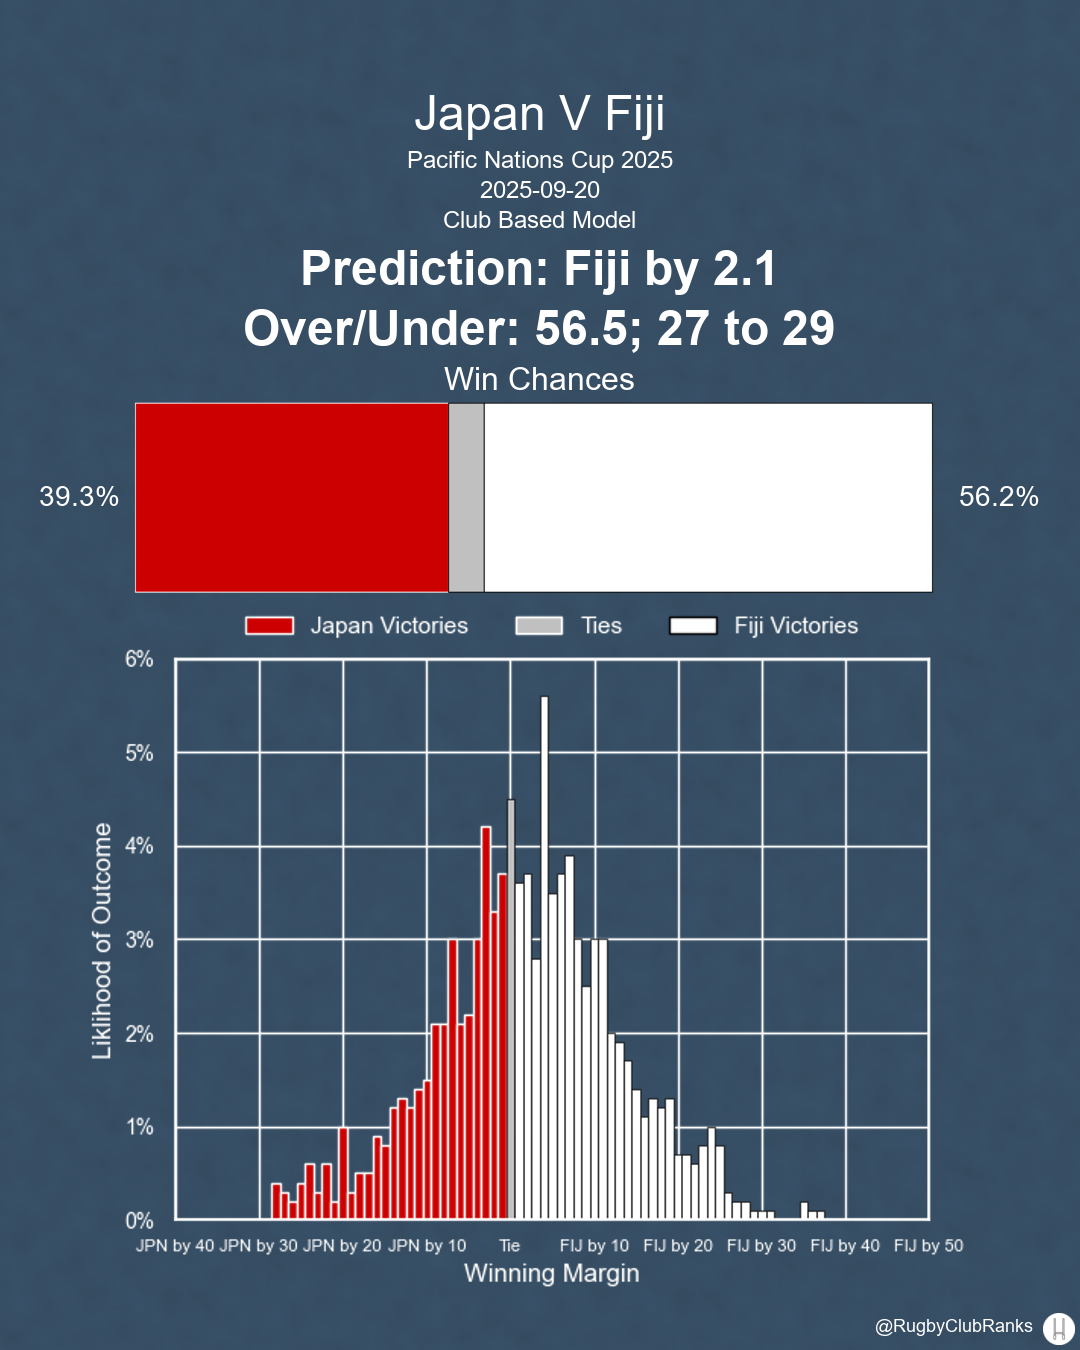 Japan V Fiji
Pacific Nations Cup 2025
2025-09-20
Club Based Model
Prediction: Fiji by 2.1
Over/Under: 56.5; 27 to 29
Win Chances
39.3%
56.2%
Japan Victories
Ties
Fiji Victories
6%
5%
4%
3%
2%
1%
0%
Liklihood of Outcome
JPN by 40 JPN by 30 JPN by 20 JPN by 10 Tie FIJ by 10 FIJ by 20 FIJ by 30 FIJ by 40 FIJ by 50
Winning Margin
@RugbyClubRanks